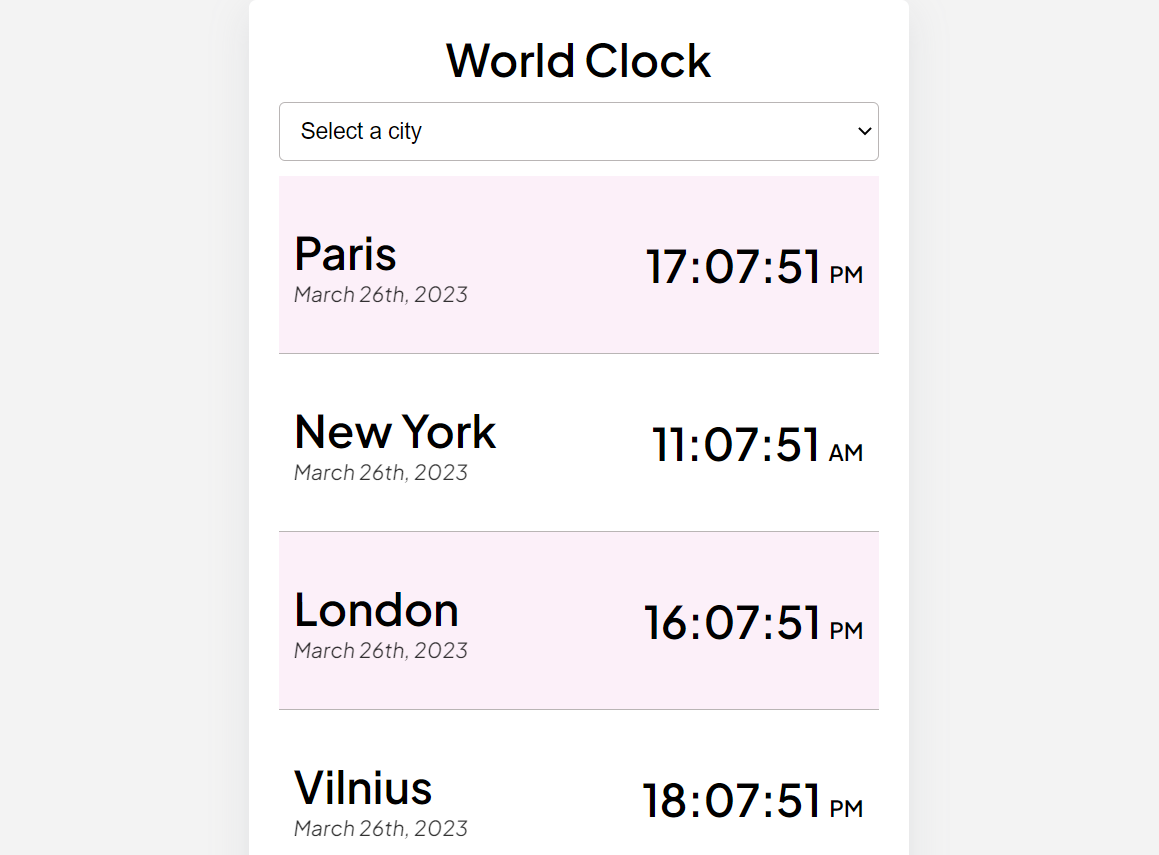 World Clock
Select a city
Paris
March 26th, 2023
17:07:51 PM
New York
March 26th, 2023
11:07:51 AM
London
March 26th, 2023
16:07:51 PM
Vilnius
March 26th, 2023
18:07:51 PM